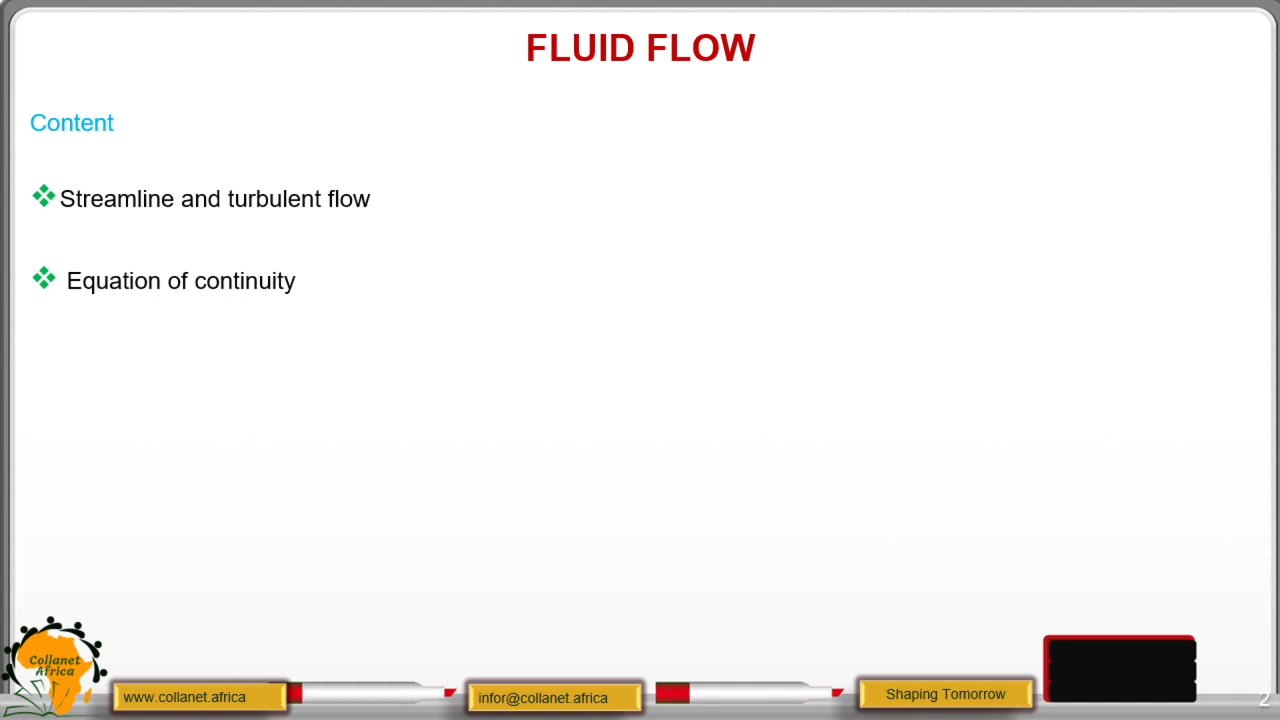 FLUID FLOW
Content
Streamline and turbulent flow
Equation of continuity
Collanet
Africa
www.collanet.africa
infor@collanet.africa
Shaping Tomorrow
2